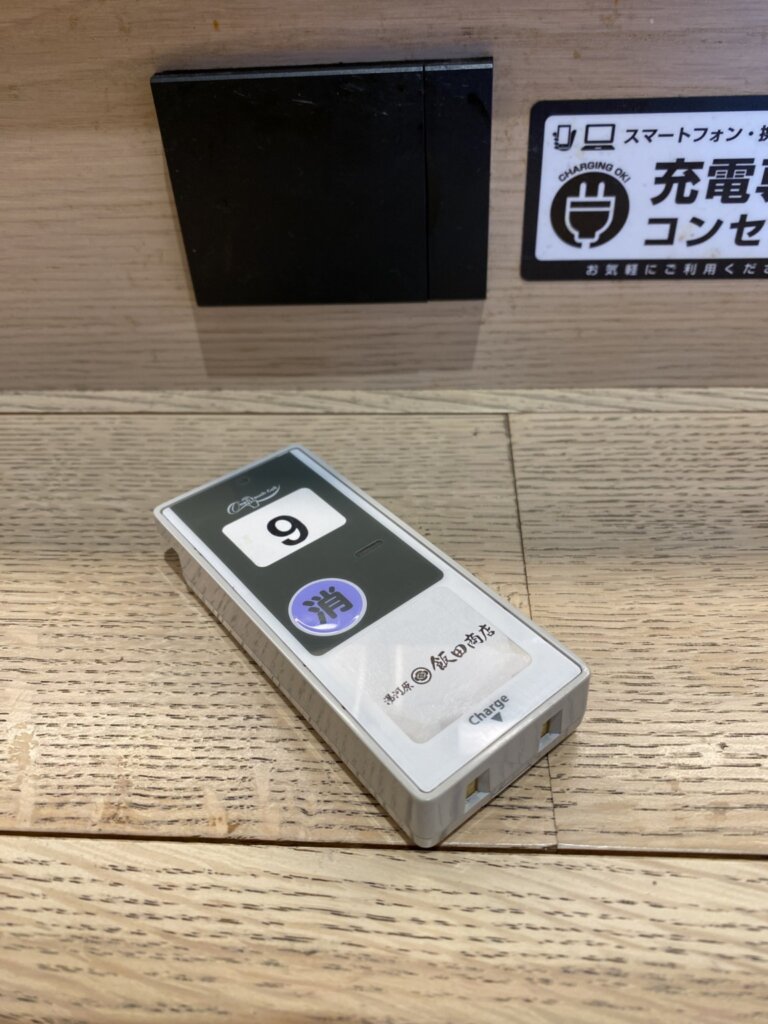 スマートフォン・
CHARGING OK!
充電専
コンセ
お気軽にご利用くださ
9
消
湯河原 飯田商店
Charge